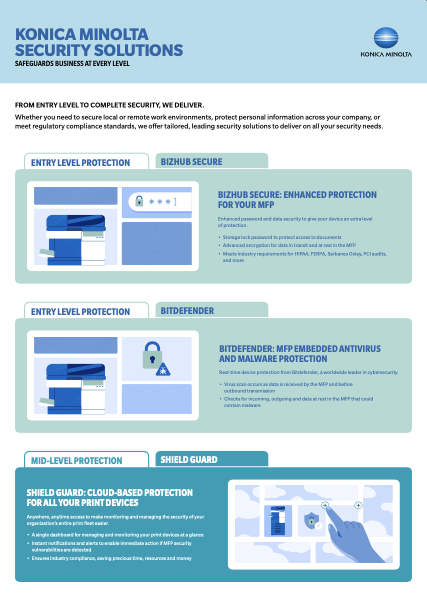 KONICA MINOLTA
SECURITY SOLUTIONS
SAFEGUARDS BUSINESS AT EVERY LEVEL
KONICA MINOLTA
FROM ENTRY LEVEL TO COMPLETE SECURITY, WE DELIVER.
Whether you need to secure local or remote work environments, protect personal information across your company, or
meet regulatory compliance standards, we offer tailored, leading security solutions to deliver on all your security needs.
ENTRY LEVEL PROTECTION
BIZHUB SECURE
BIZHUB SECURE: ENHANCED PROTECTION
FOR YOUR MFP
Enhanced password and data security to give your device an extra level
of protection.
• Storage lock password to protect access to documents
• Advanced encryption for data in transit and at rest in the MFP
• Meets industry requirements for HIPAA, FERPA, Sarbanes Oxley, PCI audits,
and more
ENTRY LEVEL PROTECTION
BITDEFENDER
BITDEFENDER: MFP EMBEDDED ANTIVIRUS
AND MALWARE PROTECTION
Real-time device protection from Bitdefender, a worldwide leader in cybersecurity.
• Virus scan occurs as data is received by the MFP and before
outbound transmission
• Checks for incoming, outgoing and data at rest in the MFP that could
contain malware
MID-LEVEL PROTECTION
SHIELD GUARD
SHIELD GUARD: CLOUD-BASED PROTECTION
FOR ALL YOUR PRINT DEVICES
Anywhere, anytime access to make monitoring and managing the security of your
organization's entire print fleet easier.
• A single dashboard for managing and monitoring your print devices at a glance
• Instant notifications and alerts to enable immediate action if MFP security
vulnerabilities are detected
• Ensures industry compliance, saving precious time, resources and money